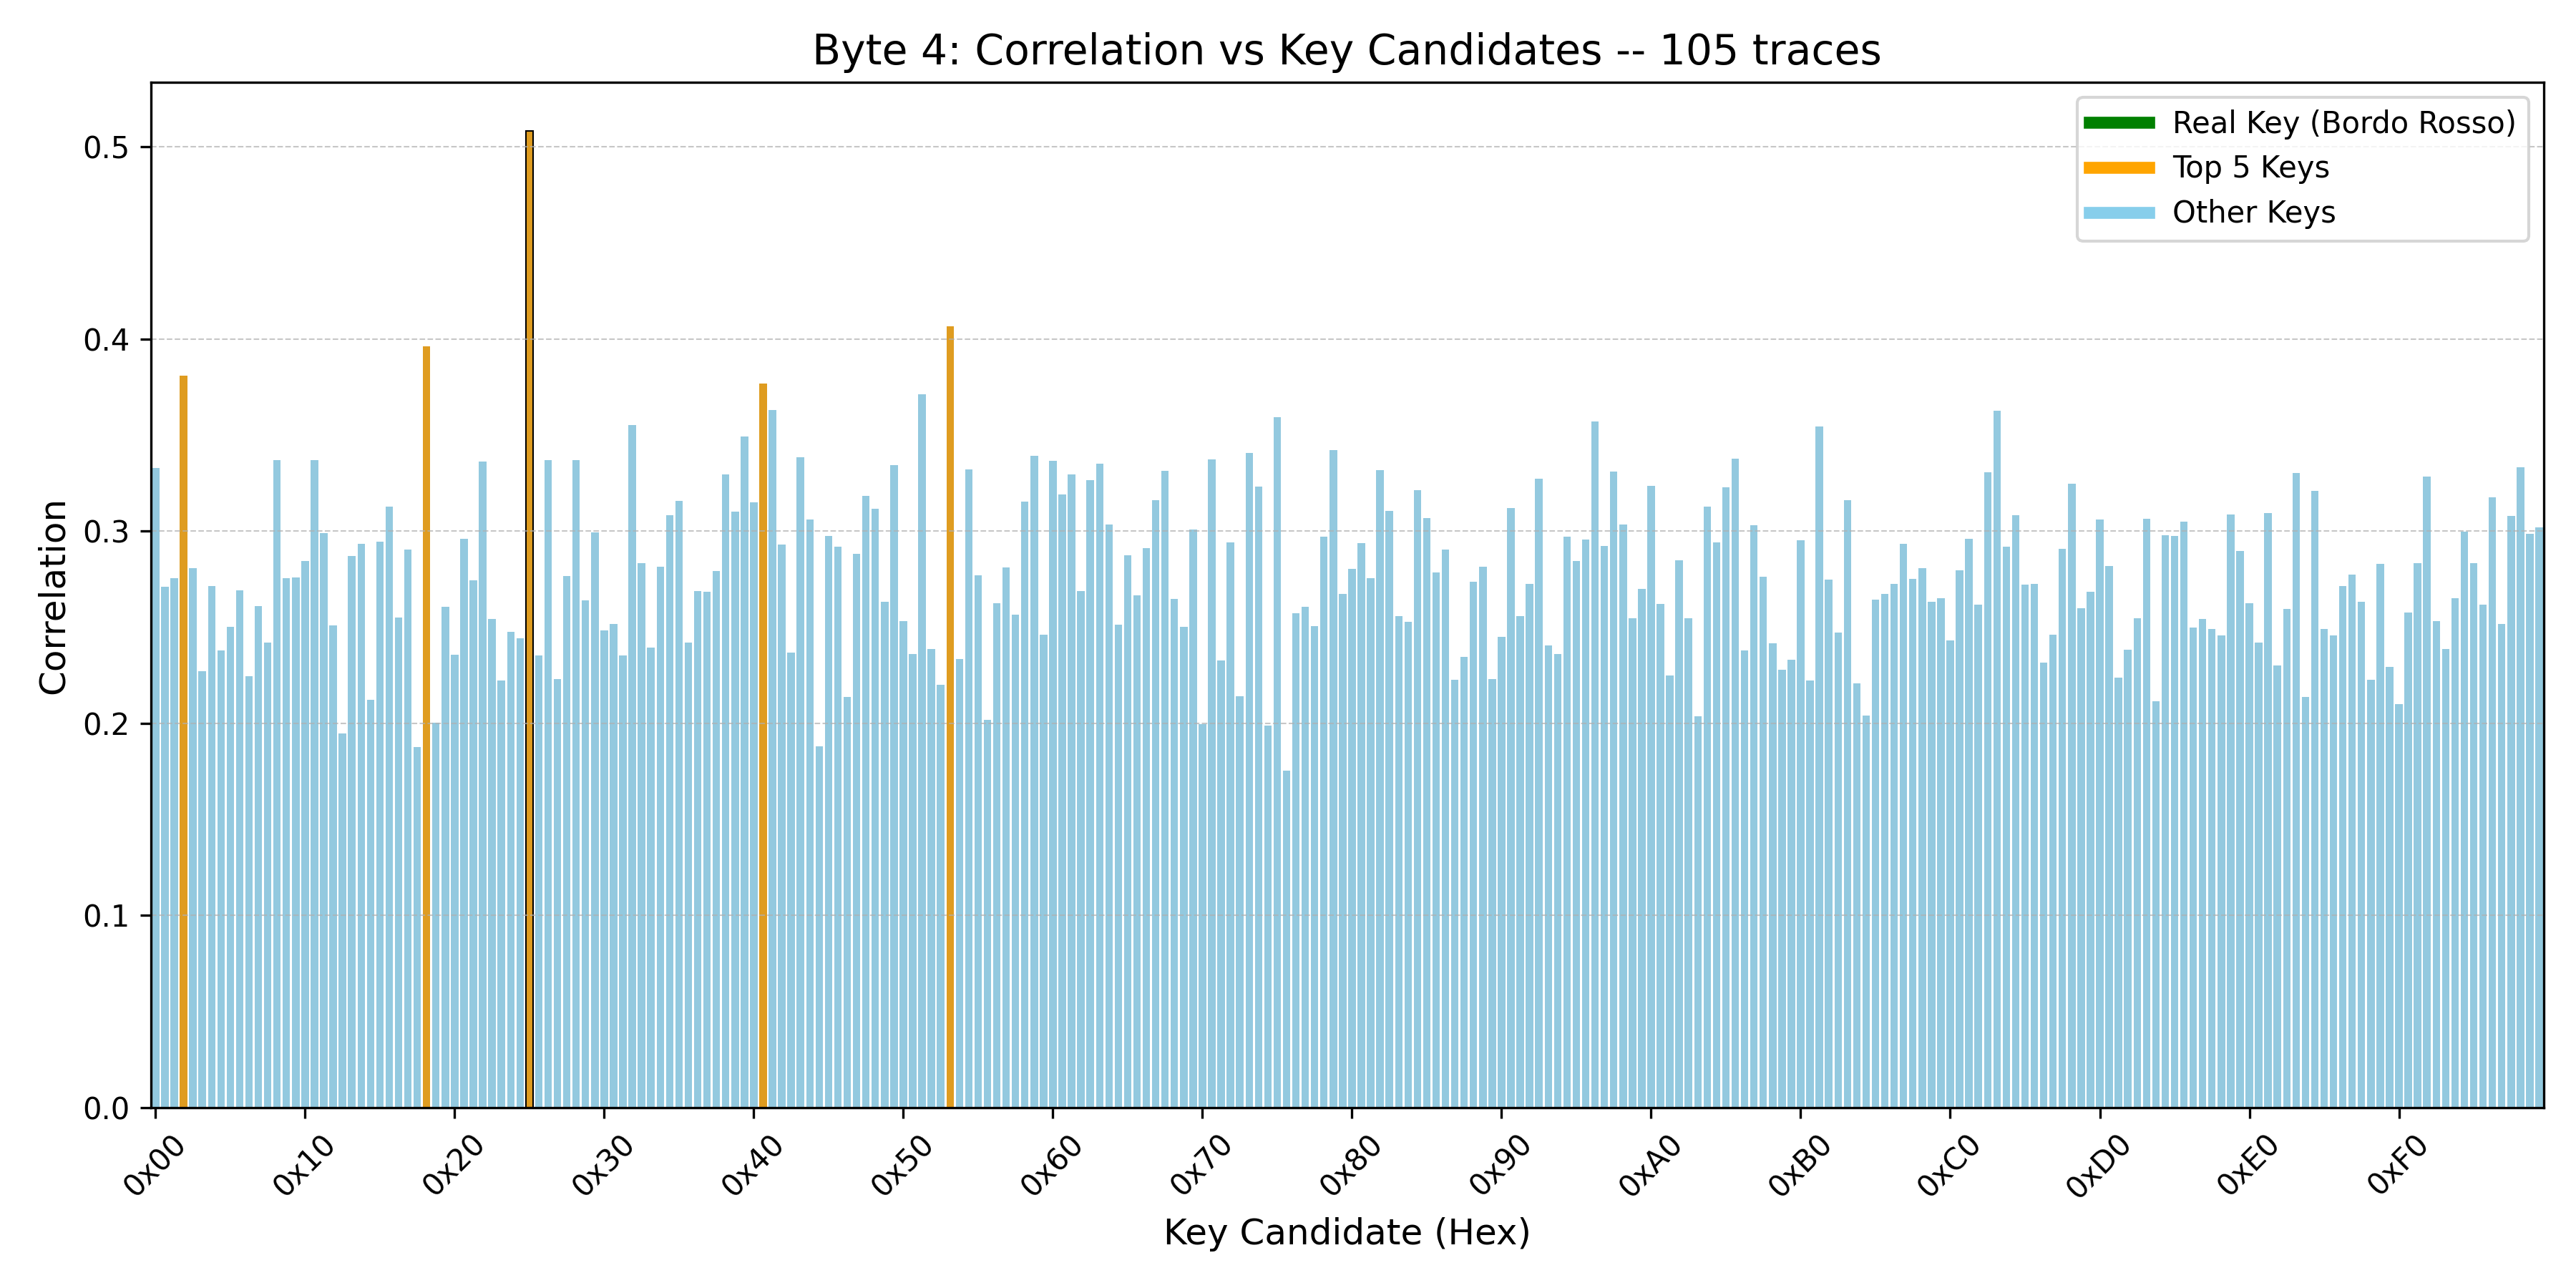 Byte 4: Correlation vs Key Candidates -- 105 traces
Real Key (Bordo Rosso)
Top 5 Keys
Other Keys
Correlation
0.5
0.4
0.3
0.2
0.1
0.0
0x00
0x10
0x20
0x30
0x40
0x50
0x60
0x70
0x80
0x90
0xA0
0xB0
0xC0
0xD0
0xE0
0xF0
Key Candidate (Hex)